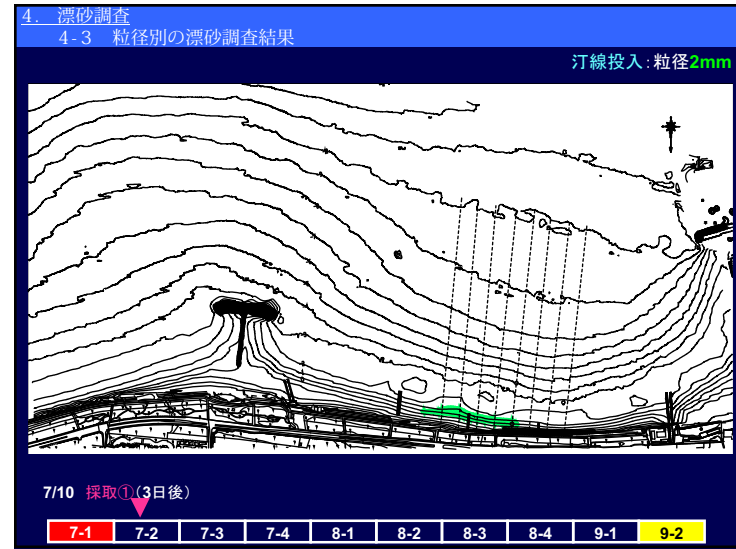 4. 漂砂調査
4-3 粒径別の漂砂調査結果
汀線投入:粒径2mm
7/10 採取①(3日後)
7-1 7-2 7-3 7-4 8-1 8-2 8-3 8-4 9-1 9-2